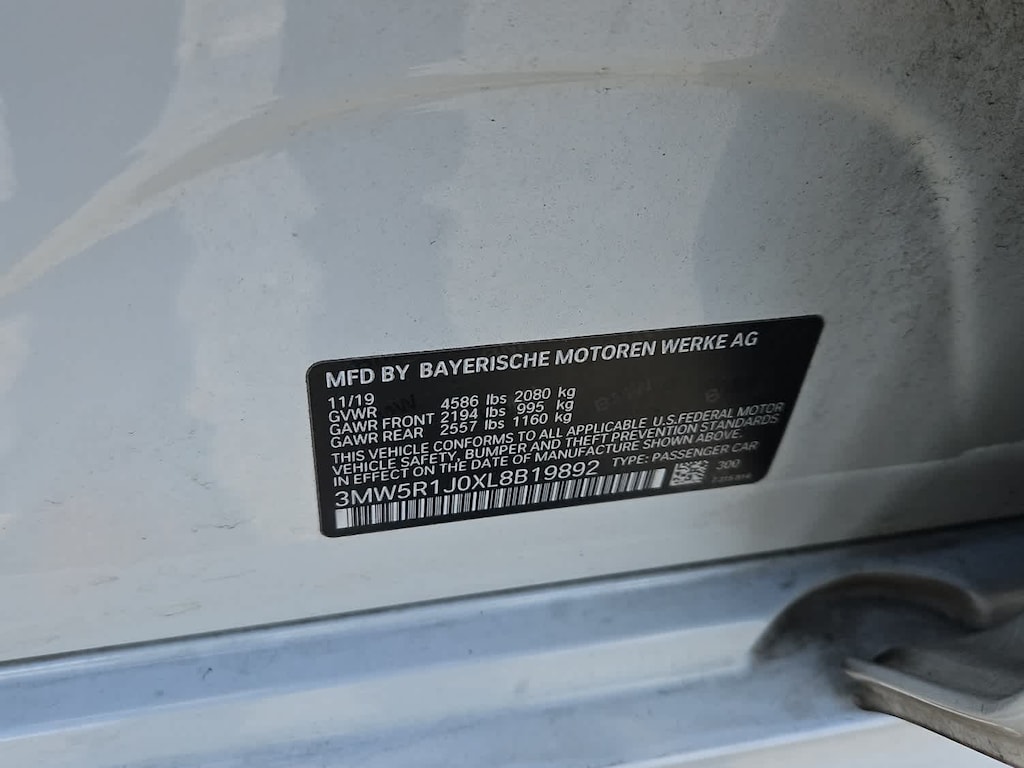 MFD BY BAYERISCHE MOTOREN WERKE AG
11/19
GVWR 4586 lbs 2080 kg
GAWR FRONT 2194 lbs 995 kg
GAWR REAR 2557 lbs 1160 kg
THIS VEHICLE CONFORMS TO ALL APPLICABLE U.S.FEDERAL MOTOR
VEHICLE SAFETY, BUMPER AND THEFT PREVENTION STANDARDS
IN EFFECT ON THE DATE OF MANUFACTURE SHOWN ABOVE.
3MW5R1J0XL8B19892 TYPE: PASSENGER CAR
300